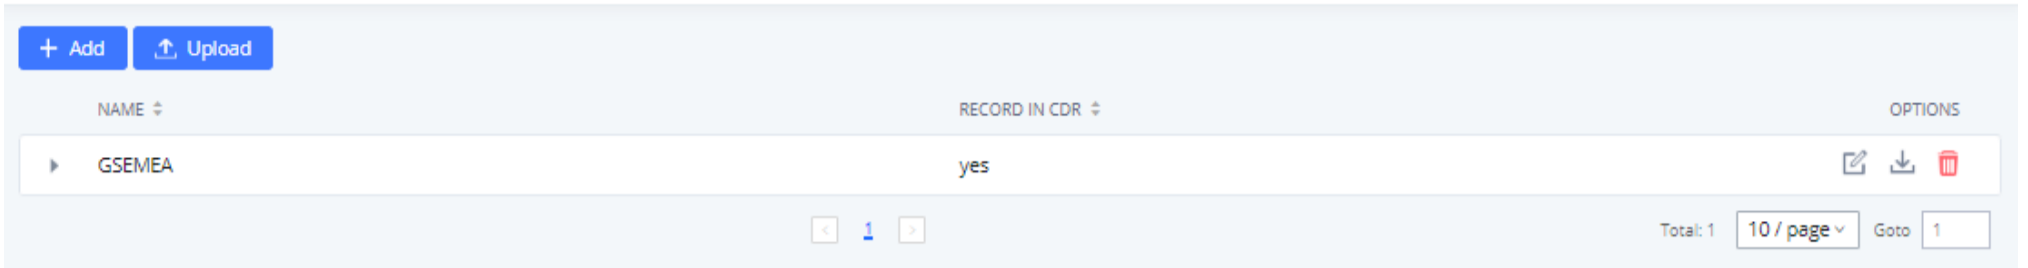 + Add Upload
NAME RECORD IN CDR OPTIONS
GSEMEA yes
< 1 > Total: 1 10 / page Goto 1